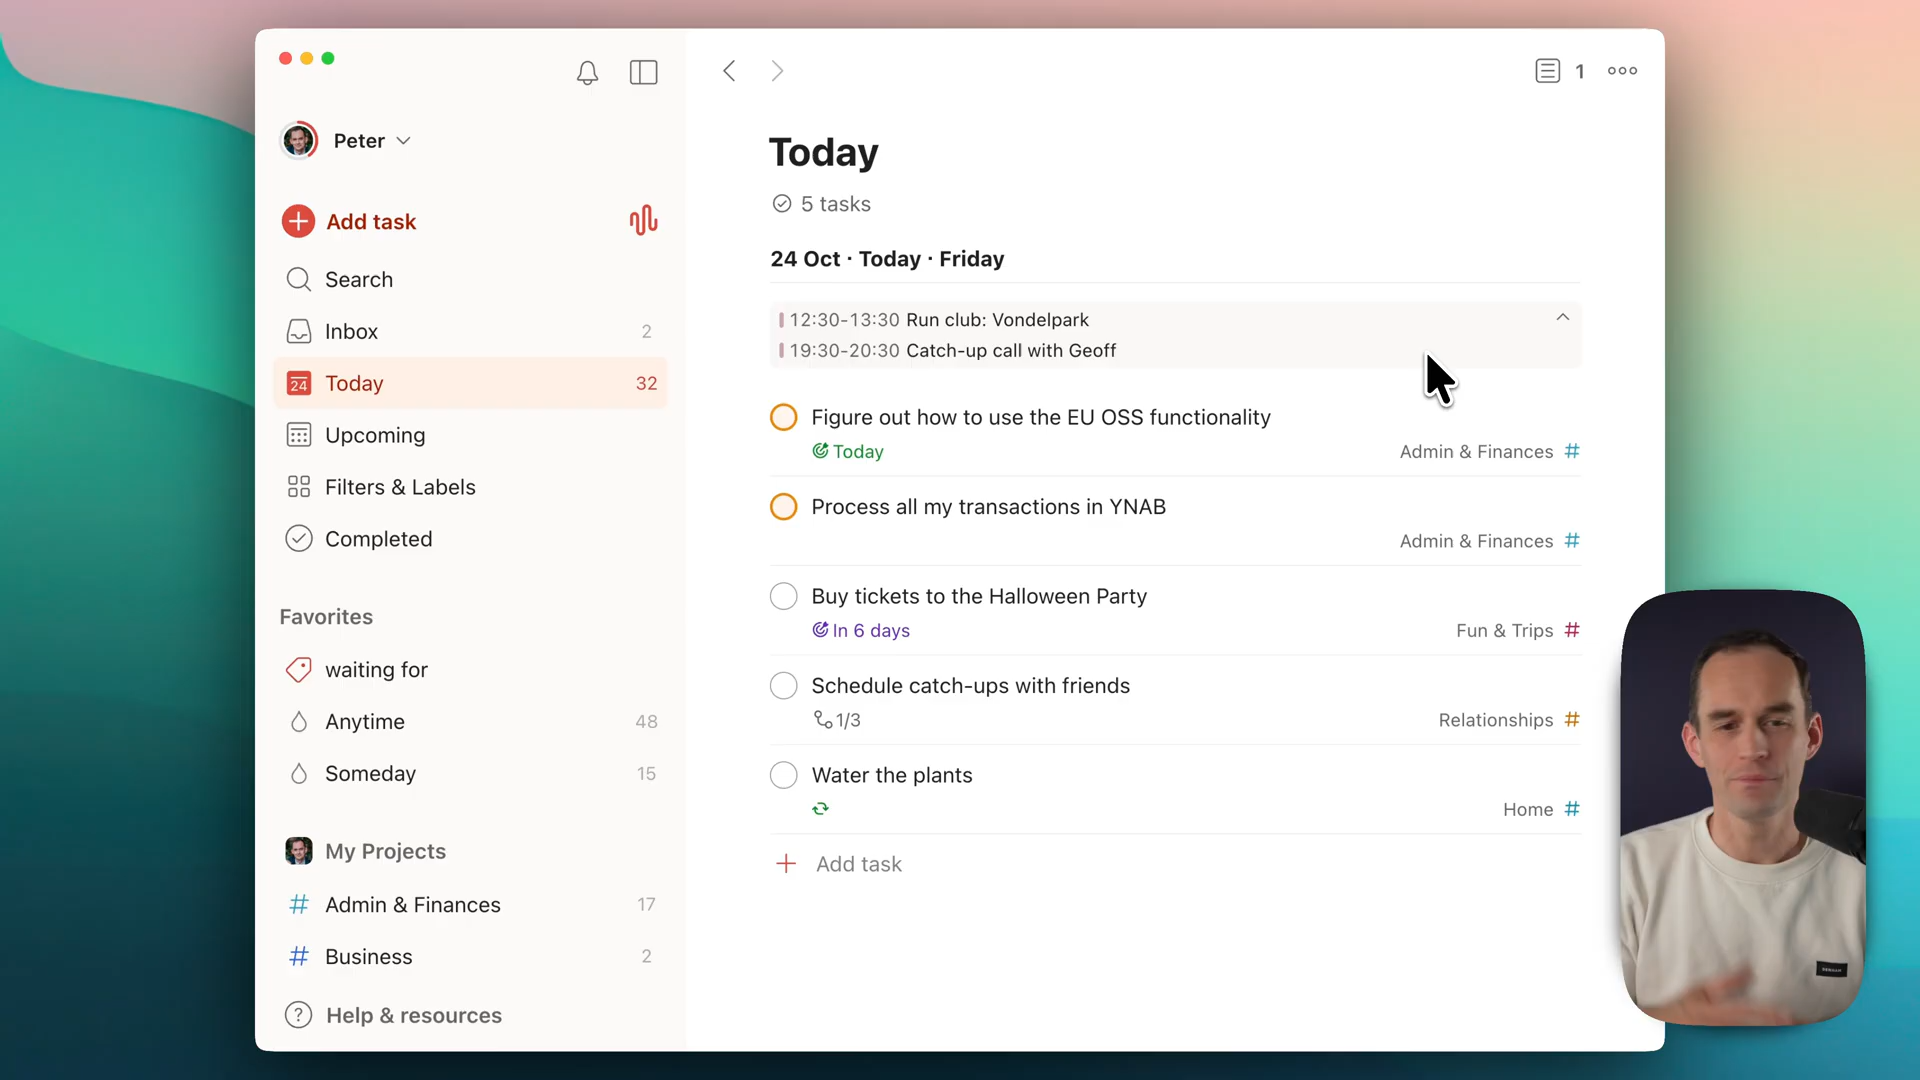 Peter
Add task
Search
Inbox 2
24 Today 32
Upcoming
Filters & Labels
Completed
Favorites
waiting for
Anytime 48
Someday 15
My Projects
# Admin & Finances 17
# Business 2
? Help & resources
1
Today
5 tasks
24 Oct · Today · Friday
12:30-13:30 Run club: Vondelpark
19:30-20:30 Catch-up call with Geoff
Figure out how to use the EU OSS functionality
Today Admin & Finances #
Process all my transactions in YNAB
Admin & Finances #
Buy tickets to the Halloween Party
In 6 days Fun & Trips #
Schedule catch-ups with friends
1/3 Relationships #
Water the plants
Home #
+ Add task